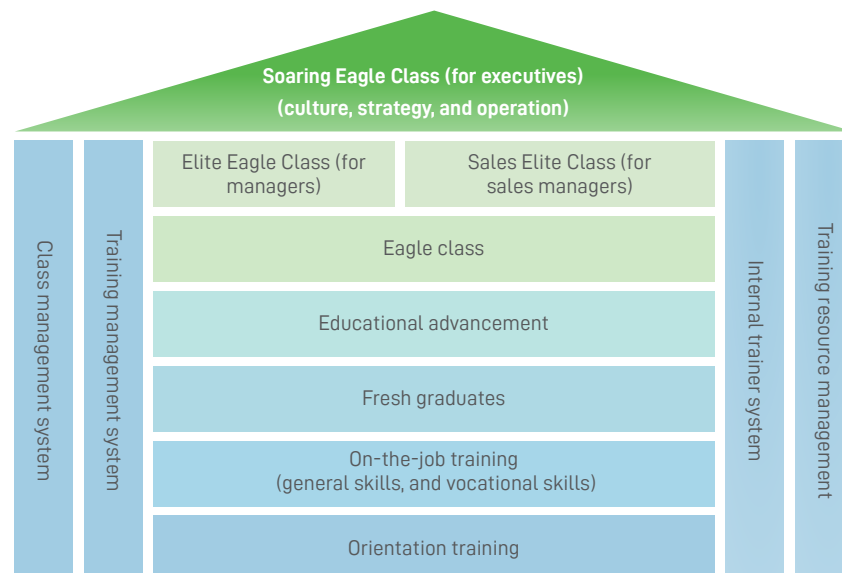 Soaring Eagle Class (for executives)
(culture, strategy, and operation)
Class management system
Training management system
Elite Eagle Class (for
managers)
Sales Elite Class (for
sales managers)
Eagle class
Educational advancement
Fresh graduates
On-the-job training
(general skills, and vocational skills)
Orientation training
Internal trainer system
Training resource management